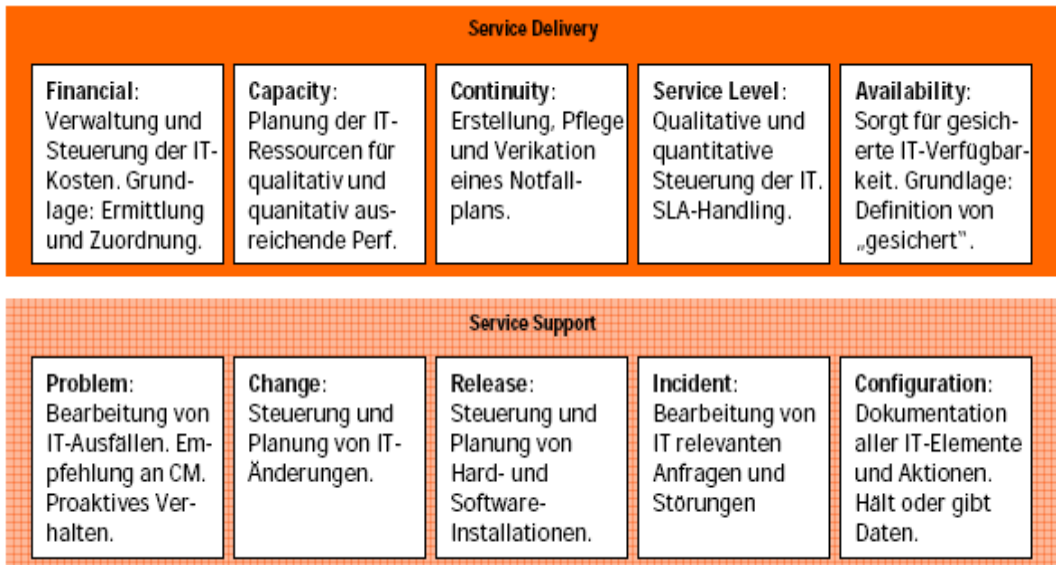 Service Delivery
Financial:
Verwaltung und
Steuerung der IT-
Kosten. Grund-
lage: Ermittlung
und Zuordnung.
Capacity:
Planung der IT-
Ressourcen für
qualitativ und
quanitativ aus-
reichende Perf.
Continuity:
Erstellung, Pflege
und Verikation
eines Notfall-
plans.
Service Level:
Qualitative und
quantitative
Steuerung der IT.
SLA-Handling.
Availability:
Sorgt für gesich-
erte IT-Verfügbar-
keit. Grundlage:
Definition von
„gesichert“.
Service Support
Problem:
Bearbeitung von
IT-Ausfällen. Em-
pfehlung an CM.
Proaktives Ver-
halten.
Change:
Steuerung und
Planung von IT-
Änderungen.
Release:
Steuerung und
Planung von
Hard- und
Software-
Installationen.
Incident:
Bearbeitung von
IT relevanten
Anfragen und
Störungen
Configuration:
Dokumentation
aller IT-Elemente
und Aktionen.
Hält oder gibt
Daten.